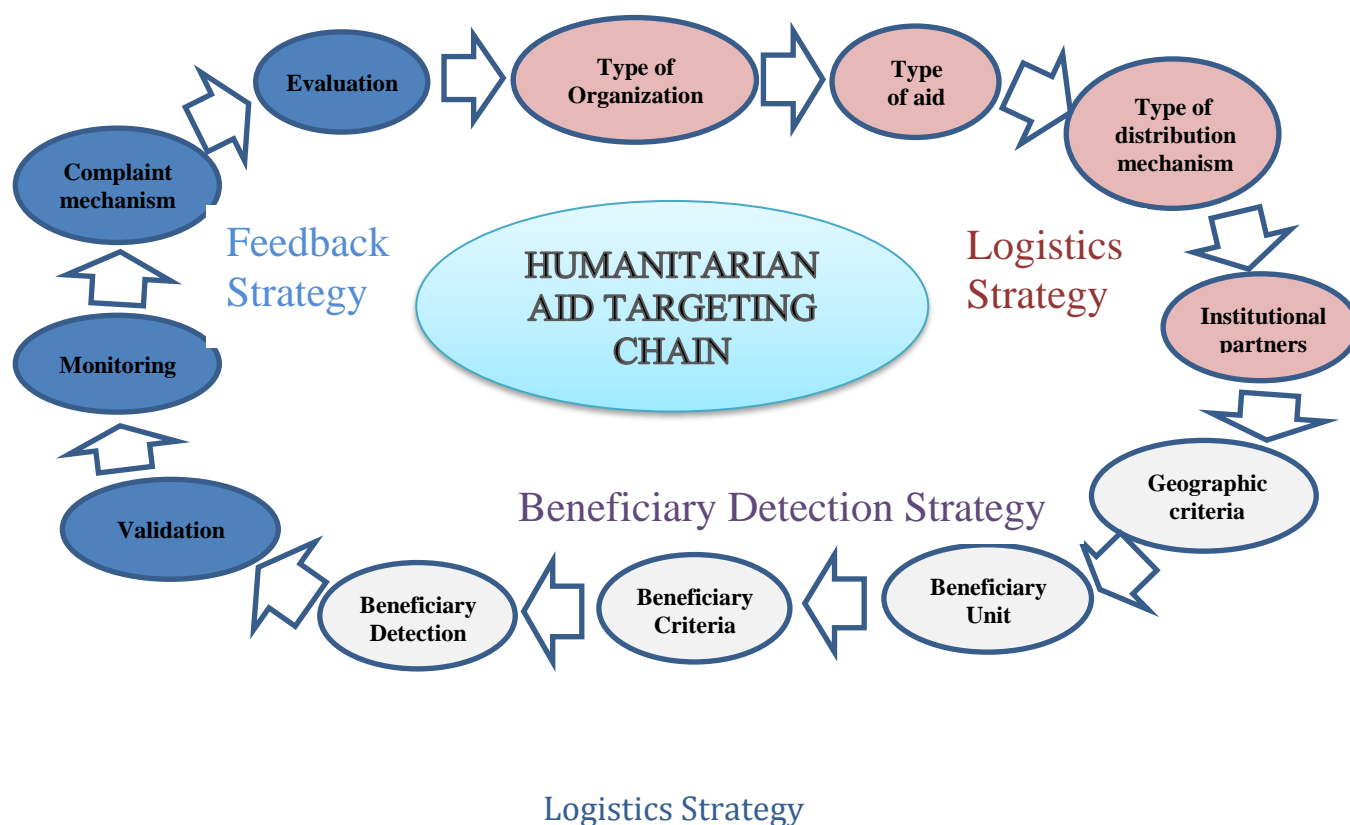 Evaluation
Type of
Organization
Type
of aid
Type of
distribution
mechanism
Complaint
mechanism
Feedback
Strategy
HUMANITARIAN
AID TARGETING
CHAIN
Logistics
Strategy
Institutional
partners
Monitoring
Geographic
criteria
Beneficiary Detection Strategy
Validation
Beneficiary
Detection
Beneficiary
Criteria
Beneficiary
Unit
Logistics Strategy